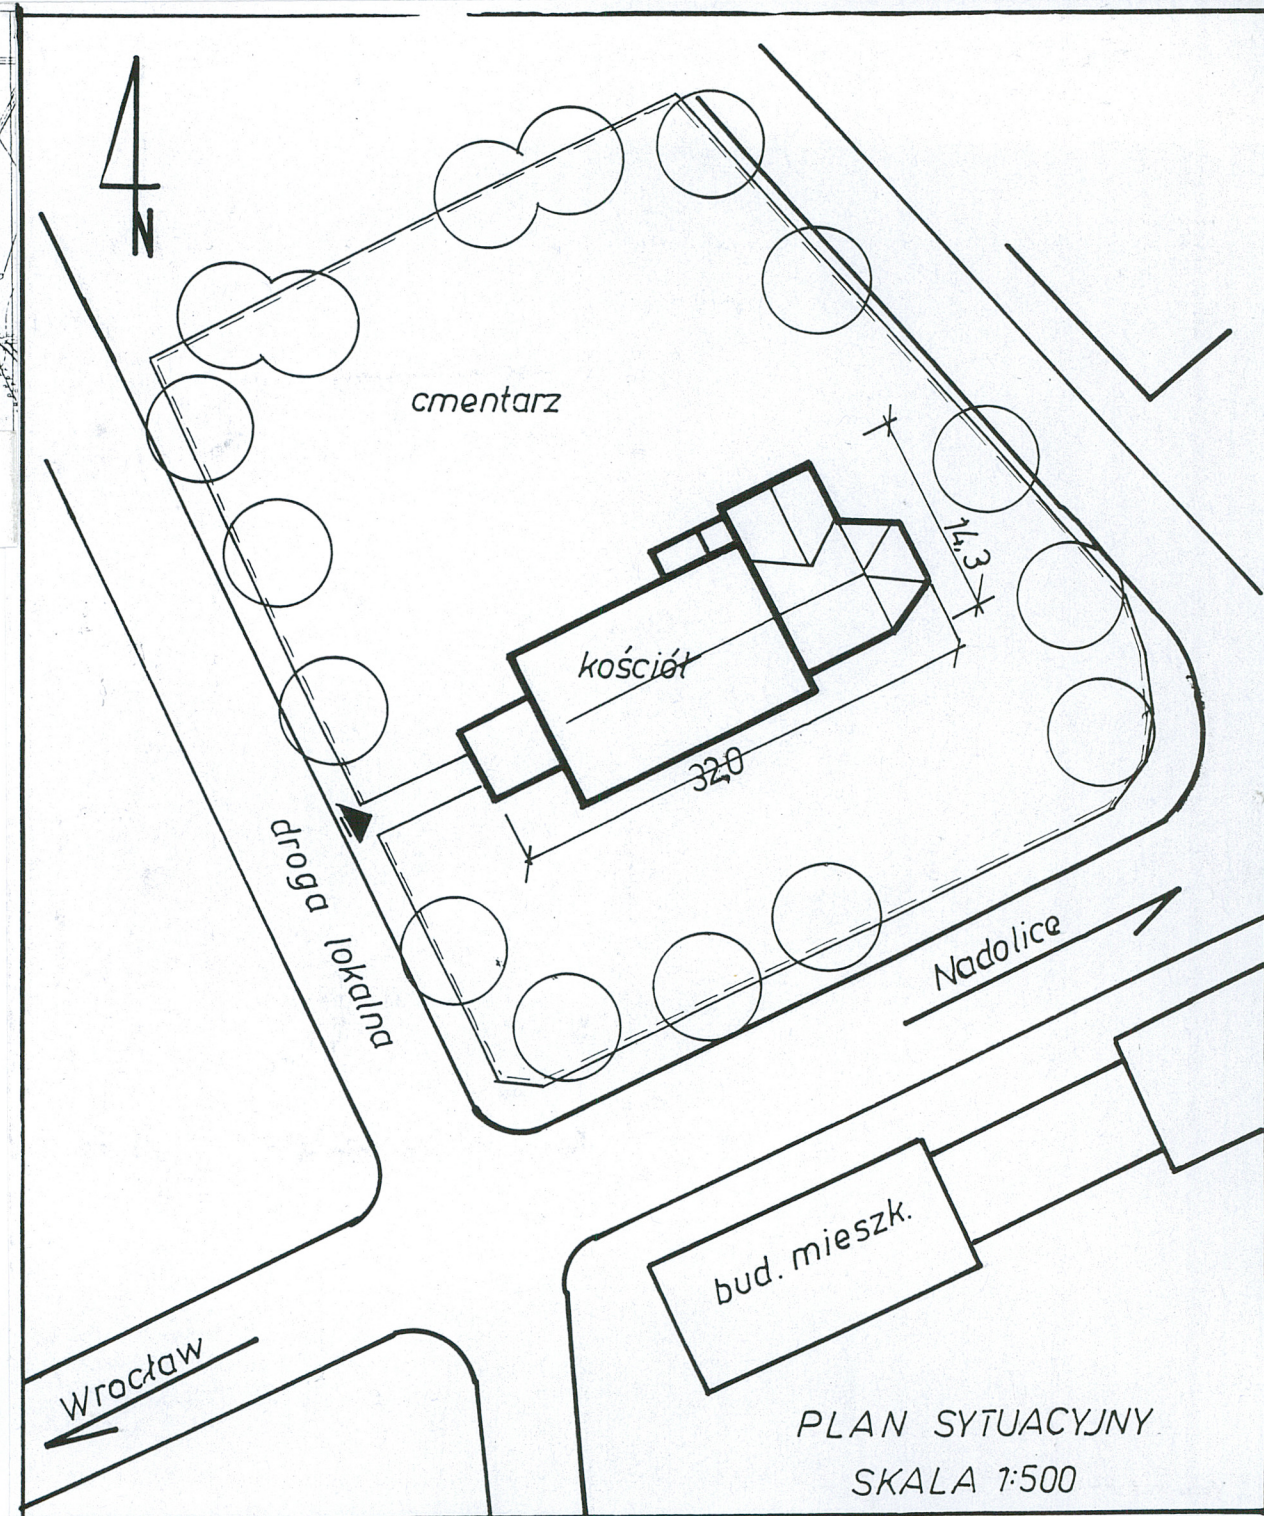 N
cmentarz
14,3
kościół
32,0
droga lokalna
Nadolice
bud. mieszk.
Wrocław
PLAN SYTUACYJNY
SKALA 1:500